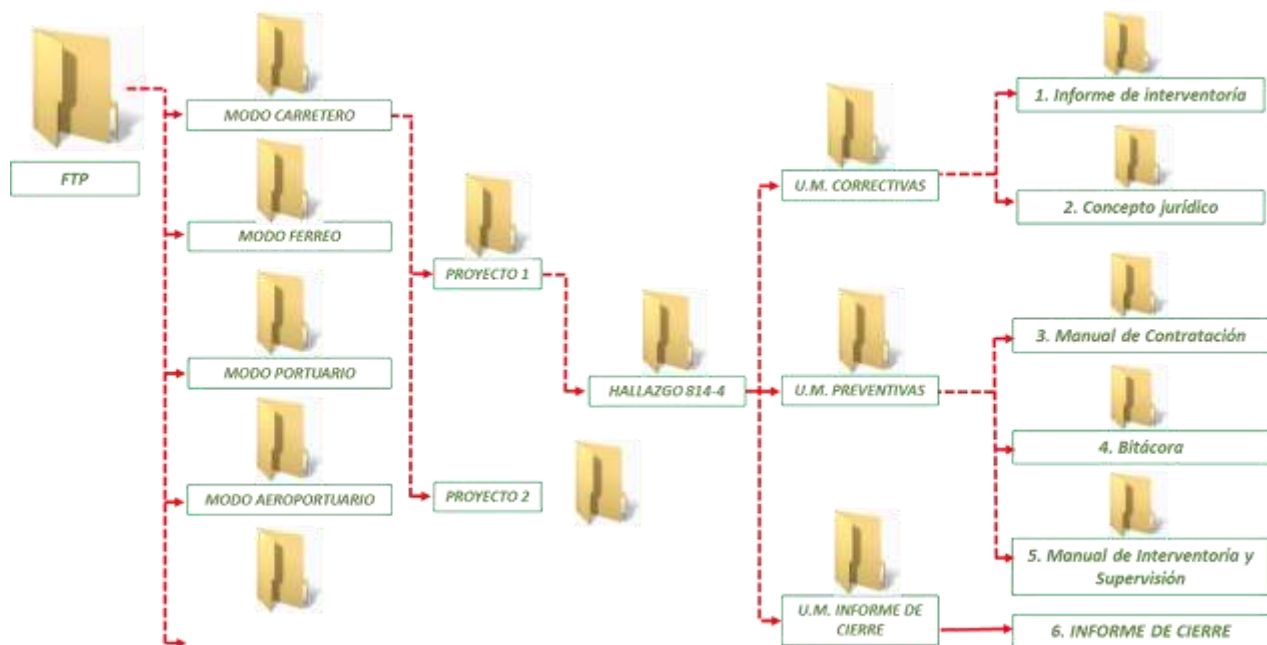 FTP
MODO CARRETERO
MODO FERREO
MODO PORTUARIO
MODO AEROPORTUARIO
PROYECTO 1
PROYECTO 2
HALLAZGO 814-4
U.M. CORRECTIVAS
U.M. PREVENTIVAS
U.M. INFORME DE
CIERRE
1. Informe de interventoría
2. Concepto jurídico
3. Manual de Contratación
4. Bitácora
5. Manual de Interventoría y
Supervisión
6. INFORME DE CIERRE